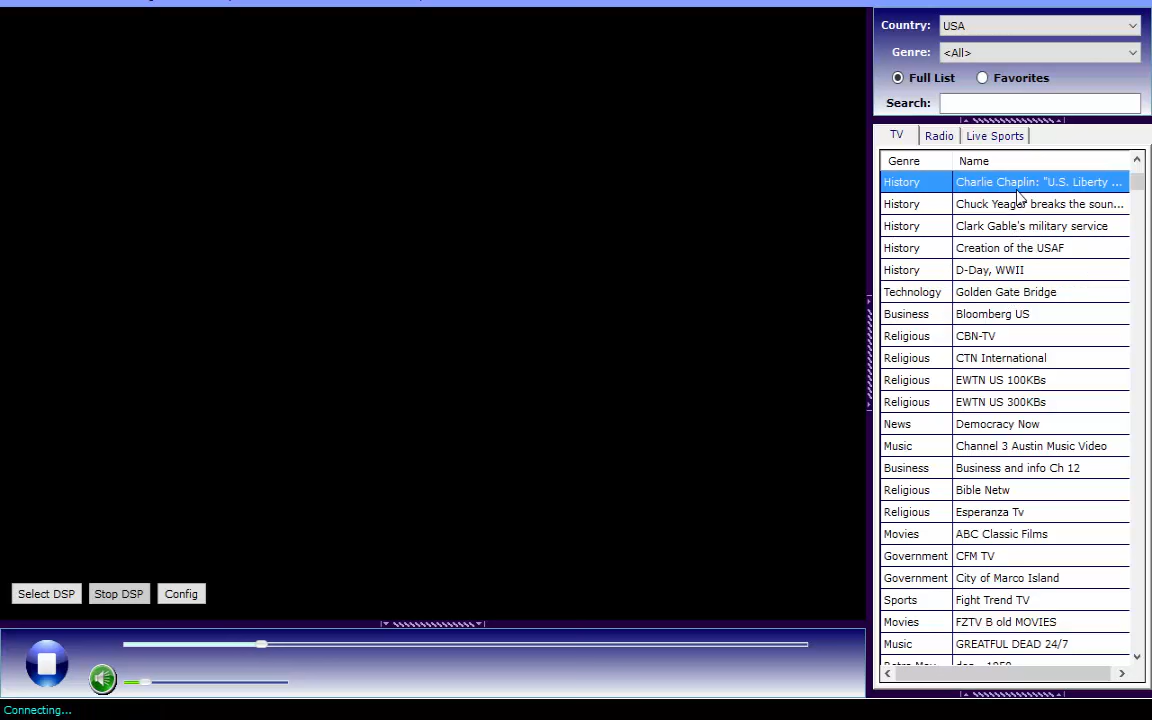 Country: USA
Genre: <All>
Full List Favorites
Search:
TV Radio Live Sports
Genre Name
History Charlie Chaplin: "U.S. Liberty ...
History Chuck Yeager breaks the soun...
History Clark Gable's military service
History Creation of the USAF
History D-Day, WWII
Technology Golden Gate Bridge
Business Bloomberg US
Religious CBN-TV
Religious CTN International
Religious EWTN US 100KBs
Religious EWTN US 300KBs
News Democracy Now
Music Channel 3 Austin Music Video
Business Business and info Ch 12
Religious Bible Netw
Religious Esperanza Tv
Movies ABC Classic Films
Government CFM TV
Government City of Marco Island
Sports Fight Trend TV
Movies FZTV B old MOVIES
Music GREATFUL DEAD 24/7
Select DSP Stop DSP Config
Connecting...